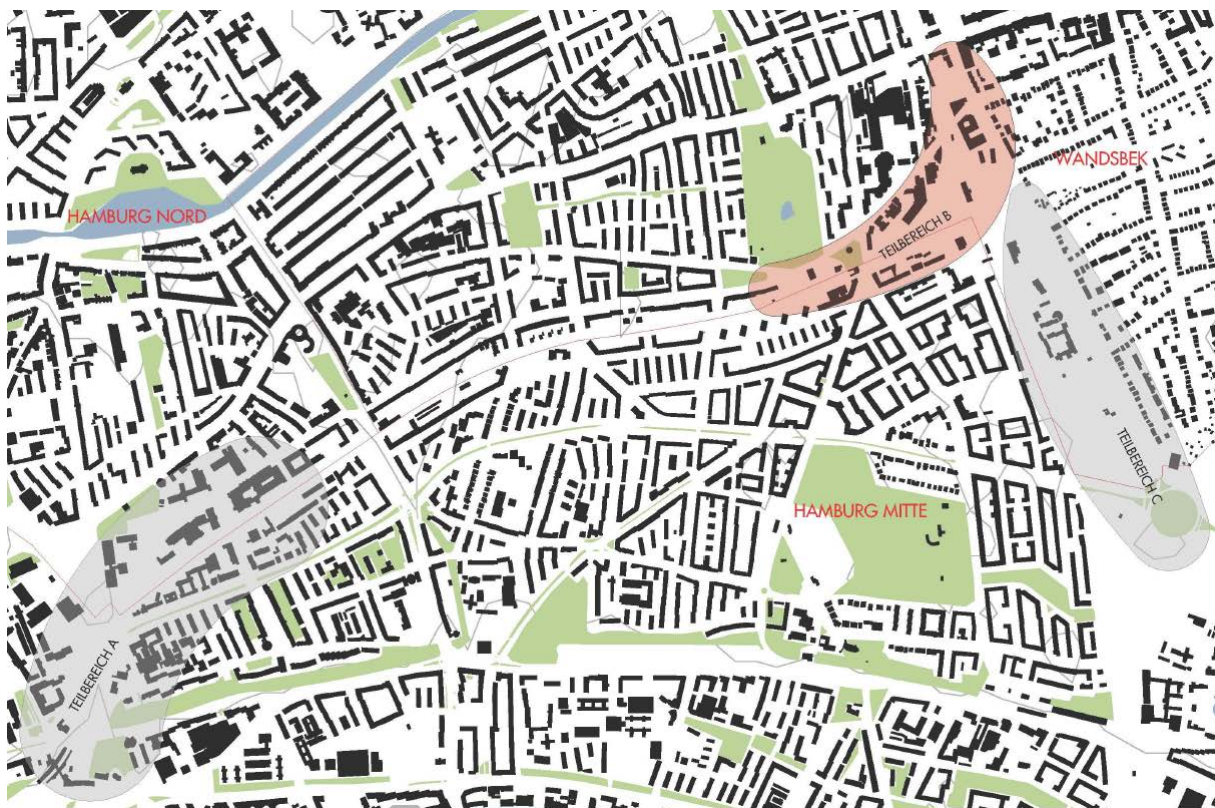 WANDSBEK
HAMBURG NORD
TEILBEREICH B
TEILBEREICH C
HAMBURG MITTE
TEILBEREICH A